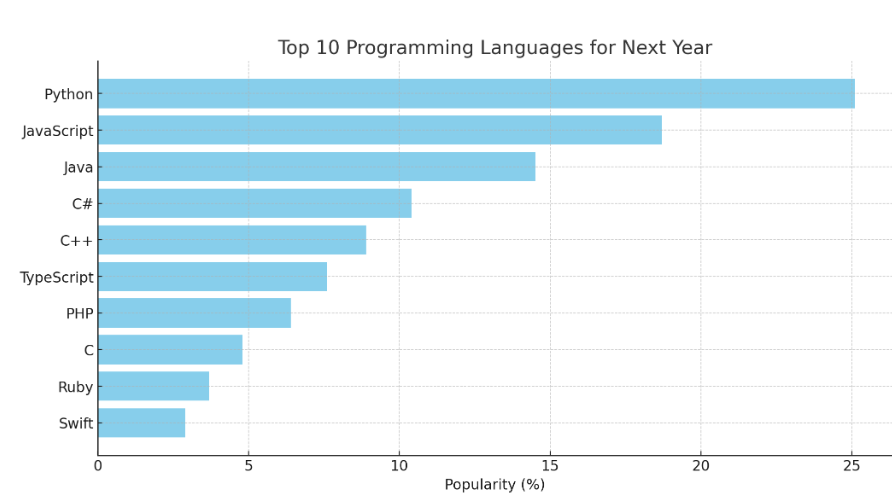 Top 10 Programming Languages for Next Year
Python
JavaScript
Java
C#
C++
TypeScript
PHP
C
Ruby
Swift
0 5 10 15 20 25
Popularity (%)